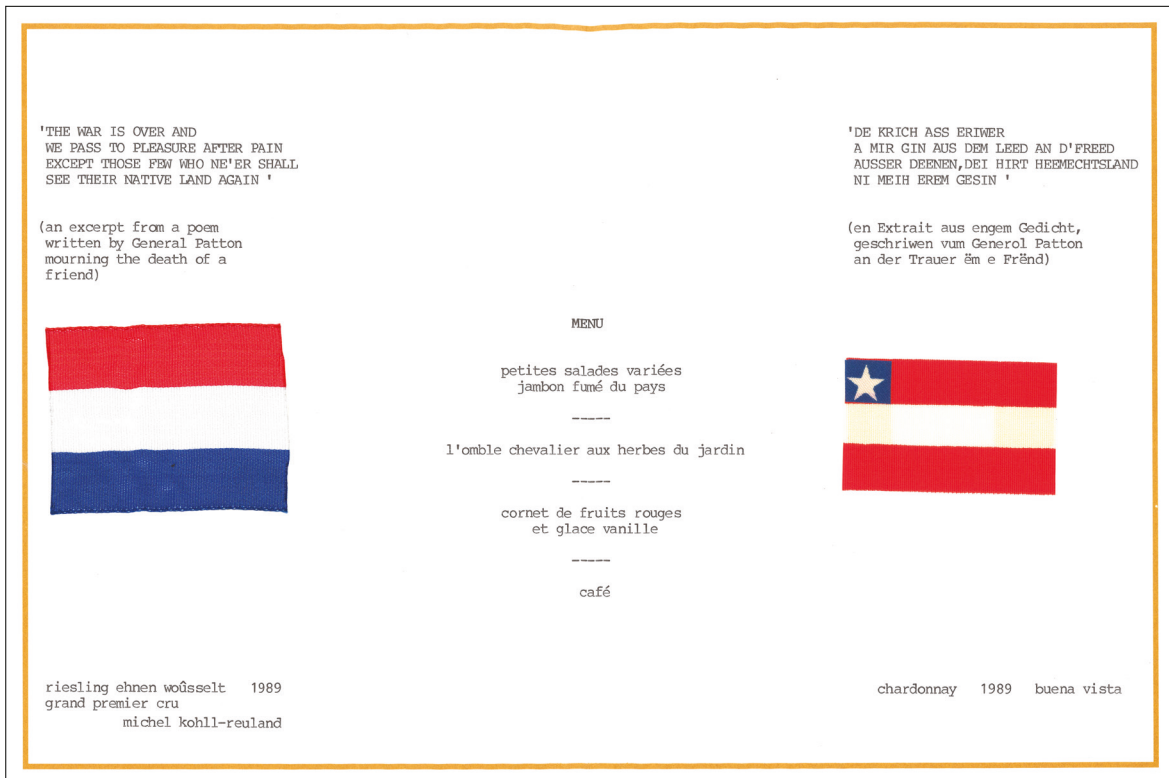 'THE WAR IS OVER AND
WE PASS TO PLEASURE AFTER PAIN
EXCEPT THOSE FEW WHO NE'ER SHALL
SEE THEIR NATIVE LAND AGAIN '
(an excerpt from a poem
written by General Patton
mourning the death of a
friend)
'DE KRICH ASS ERIWER
A MIR GIN AUS DEM LEED AN D'FREED
AUSSER DEENEN,DEI HIRT HEEMECHTSLAND
NI MEIH EREM GESIN '
(en Extrait aus engem Gedicht,
geschriwen vum Generol Patton
an der Trauer ëm e Frënd)
MENU
petites salades variées
jambon fumé du pays
-----
l'omble chevalier aux herbes du jardin
-----
cornet de fruits rouges
et glace vanille
-----
café
riesling ehnen woûsselt 1989
grand premier cru
michel kohll-reuland
chardonnay 1989 buena vista